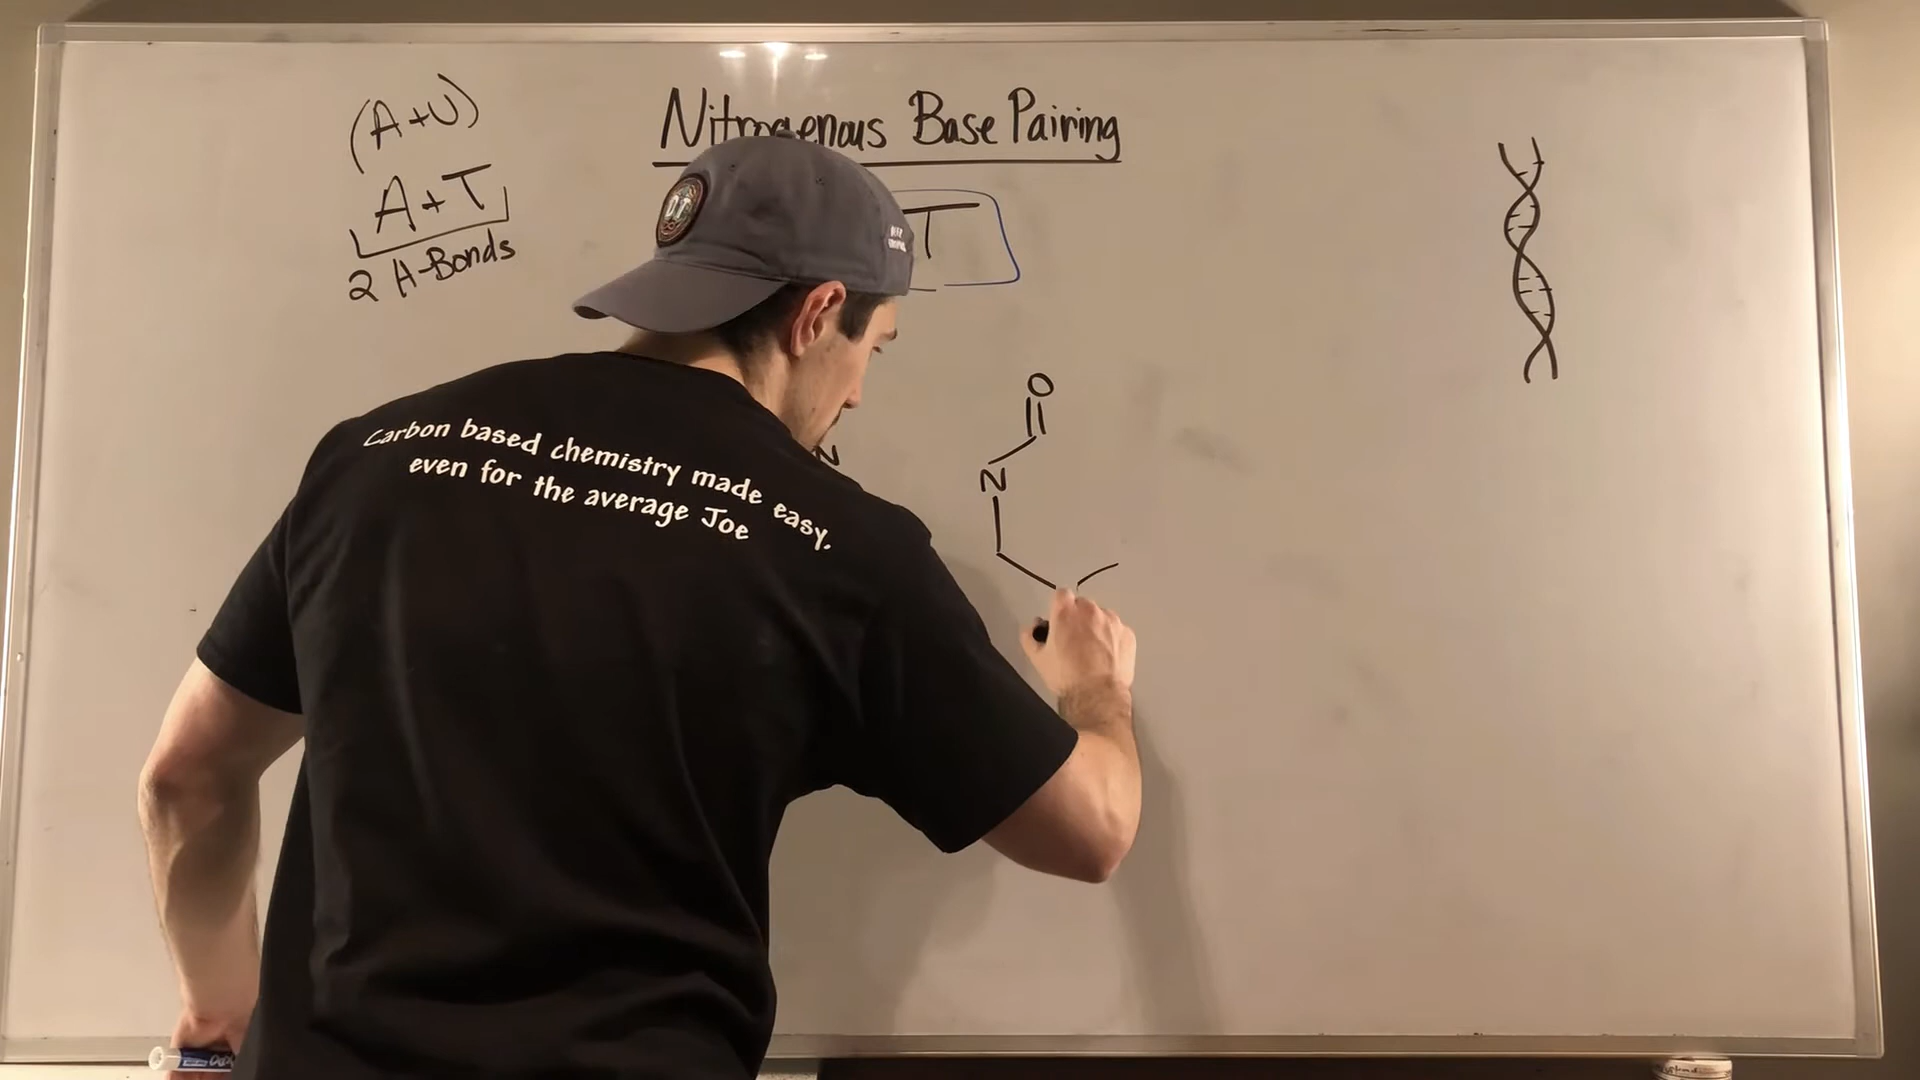 (A+U)
A+T
2 H-Bonds
Nitrogenous Base Pairing
T
O
N
N
Carbon based chemistry made easy,
even for the average Joe